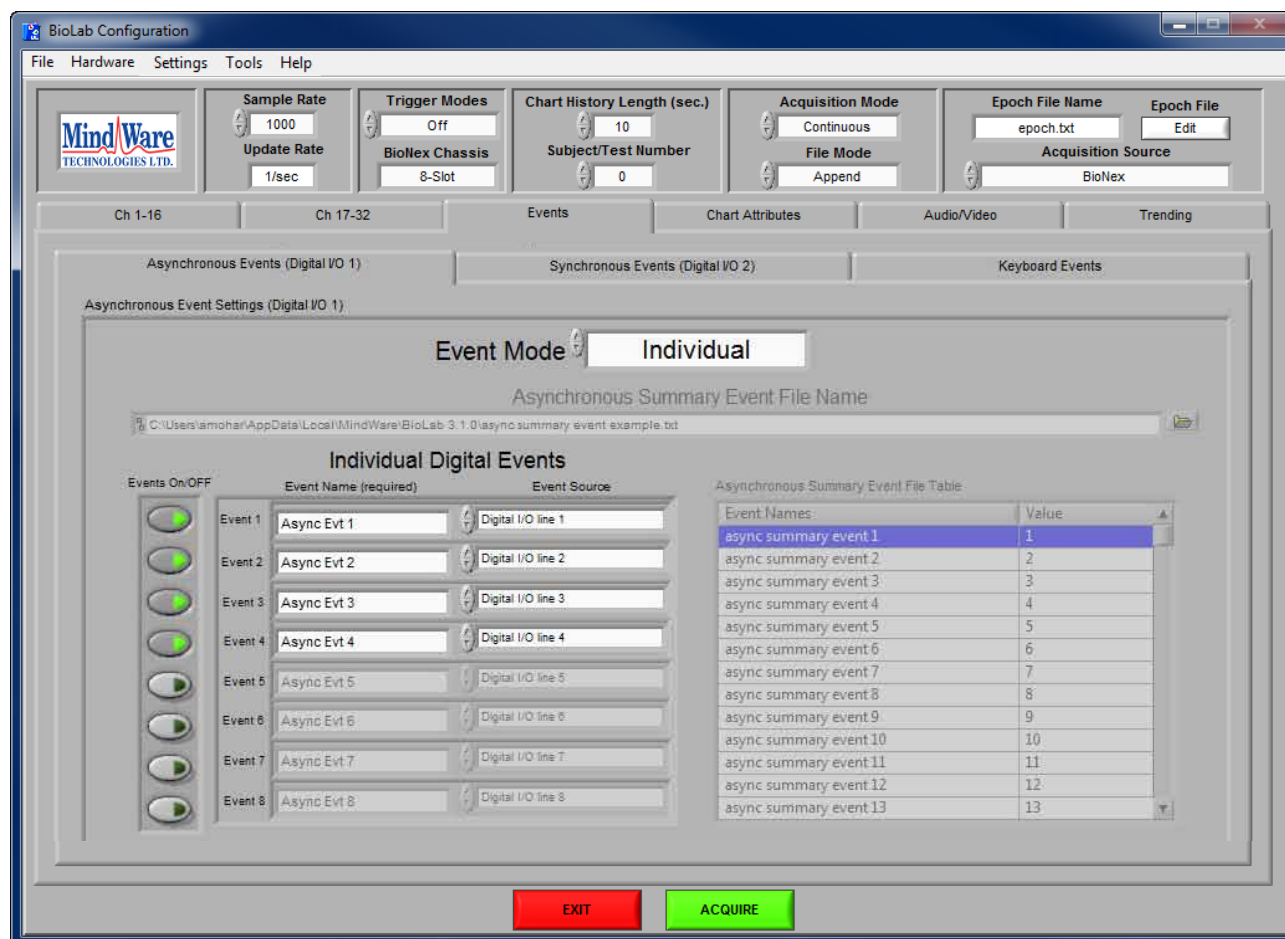 BioLab Configuration
File Hardware Settings Tools Help
MindWare
TECHNOLOGIES LTD.
Sample Rate
1000
Update Rate
1/sec
Trigger Modes
Off
BioNex Chassis
8-Slot
Chart History Length (sec.)
10
Subject/Test Number
0
Acquisition Mode
Continuous
File Mode
Append
Epoch File Name
epoch.txt
Epoch File
Edit
Acquisition Source
BioNex
Ch 1-16 Ch 17-32 Events Chart Attributes Audio/Video Trending
Asynchronous Events (Digital I/O 1) Synchronous Events (Digital I/O 2) Keyboard Events
Asynchronous Event Settings (Digital I/O 1)
Event Mode Individual
Asynchronous Summary Event File Name
C:\Users\amohar\AppData\Local\MindWare\BioLab 3.1.0\async summary event example.txt
Individual Digital Events
Events On/OFF Event Name (required) Event Source
Event 1 Async Evt 1 Digital I/O line 1
Event 2 Async Evt 2 Digital I/O line 2
Event 3 Async Evt 3 Digital I/O line 3
Event 4 Async Evt 4 Digital I/O line 4
Event 5 Async Evt 5 Digital I/O line 5
Event 6 Async Evt 6 Digital I/O line 6
Event 7 Async Evt 7 Digital I/O line 7
Event 8 Async Evt 8 Digital I/O line 8
Asynchronous Summary Event File Table
Event Names Value
async summary event 1 1
async summary event 2 2
async summary event 3 3
async summary event 4 4
async summary event 5 5
async summary event 6 6
async summary event 7 7
async summary event 8 8
async summary event 9 9
async summary event 10 10
async summary event 11 11
async summary event 12 12
async summary event 13 13
EXIT ACQUIRE